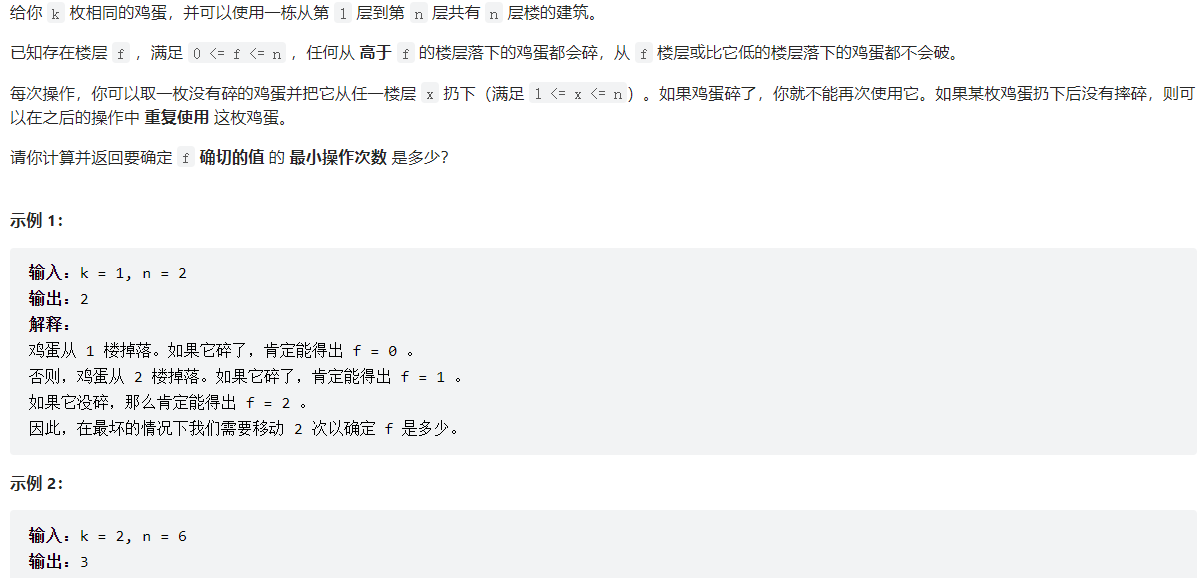 给你 k 枚相同的鸡蛋，并可以使用一栋从第 1 层到第 n 层共有 n 层楼的建筑。
已知存在楼层 f ，满足 0 <= f <= n ，任何从 高于 f 的楼层落下的鸡蛋都会碎，从 f 楼层或比它低的楼层落下的鸡蛋都不会破。
每次操作，你可以取一枚没有碎的鸡蛋并把它从任一楼层 x 扔下（满足 1 <= x <= n）。如果鸡蛋碎了，你就不能再次使用它。如果某枚鸡蛋扔下后没有摔碎，则可
以在之后的操作中 重复使用 这枚鸡蛋。
请你计算并返回要确定 f 确切的值 的 最小操作次数 是多少？
示例 1：
输入：k = 1, n = 2
输出：2
解释：
鸡蛋从 1 楼掉落。如果它碎了，肯定能得出 f = 0 。
否则，鸡蛋从 2 楼掉落。如果它碎了，肯定能得出 f = 1 。
如果它没碎，那么肯定能得出 f = 2 。
因此，在最坏的情况下我们需要移动 2 次以确定 f 是多少。
示例 2：
输入：k = 2, n = 6
输出：3